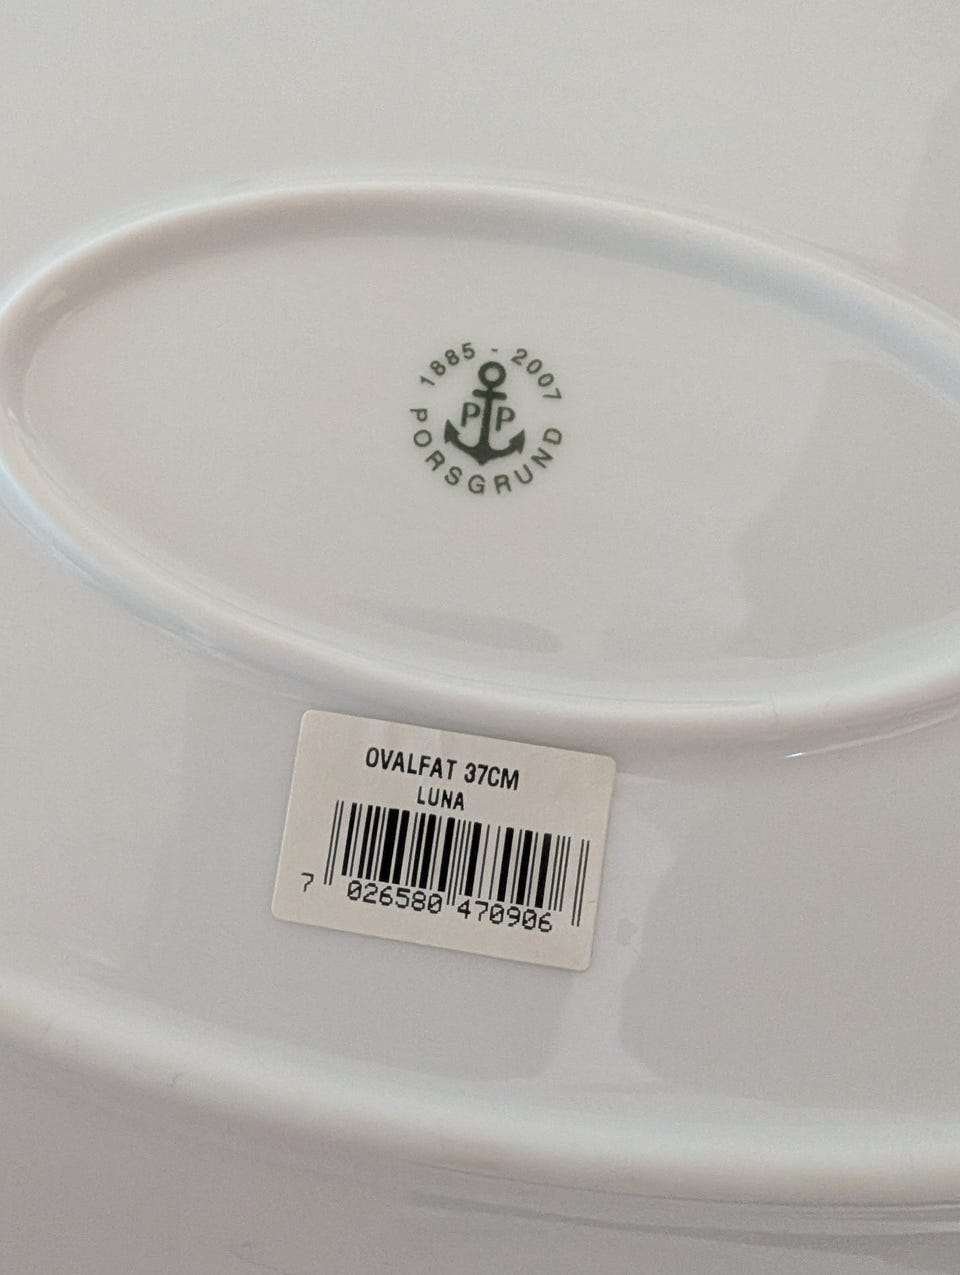 1885 - 2007
P P
PORSGRUND
OVALFAT 37CM
LUNA
7 026580 470906